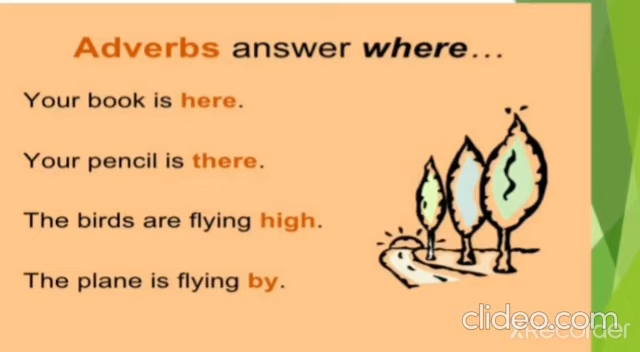 Adverbs answer where...
Your book is here.
Your pencil is there.
The birds are flying high.
The plane is flying by.
clideo.com
XRecorder